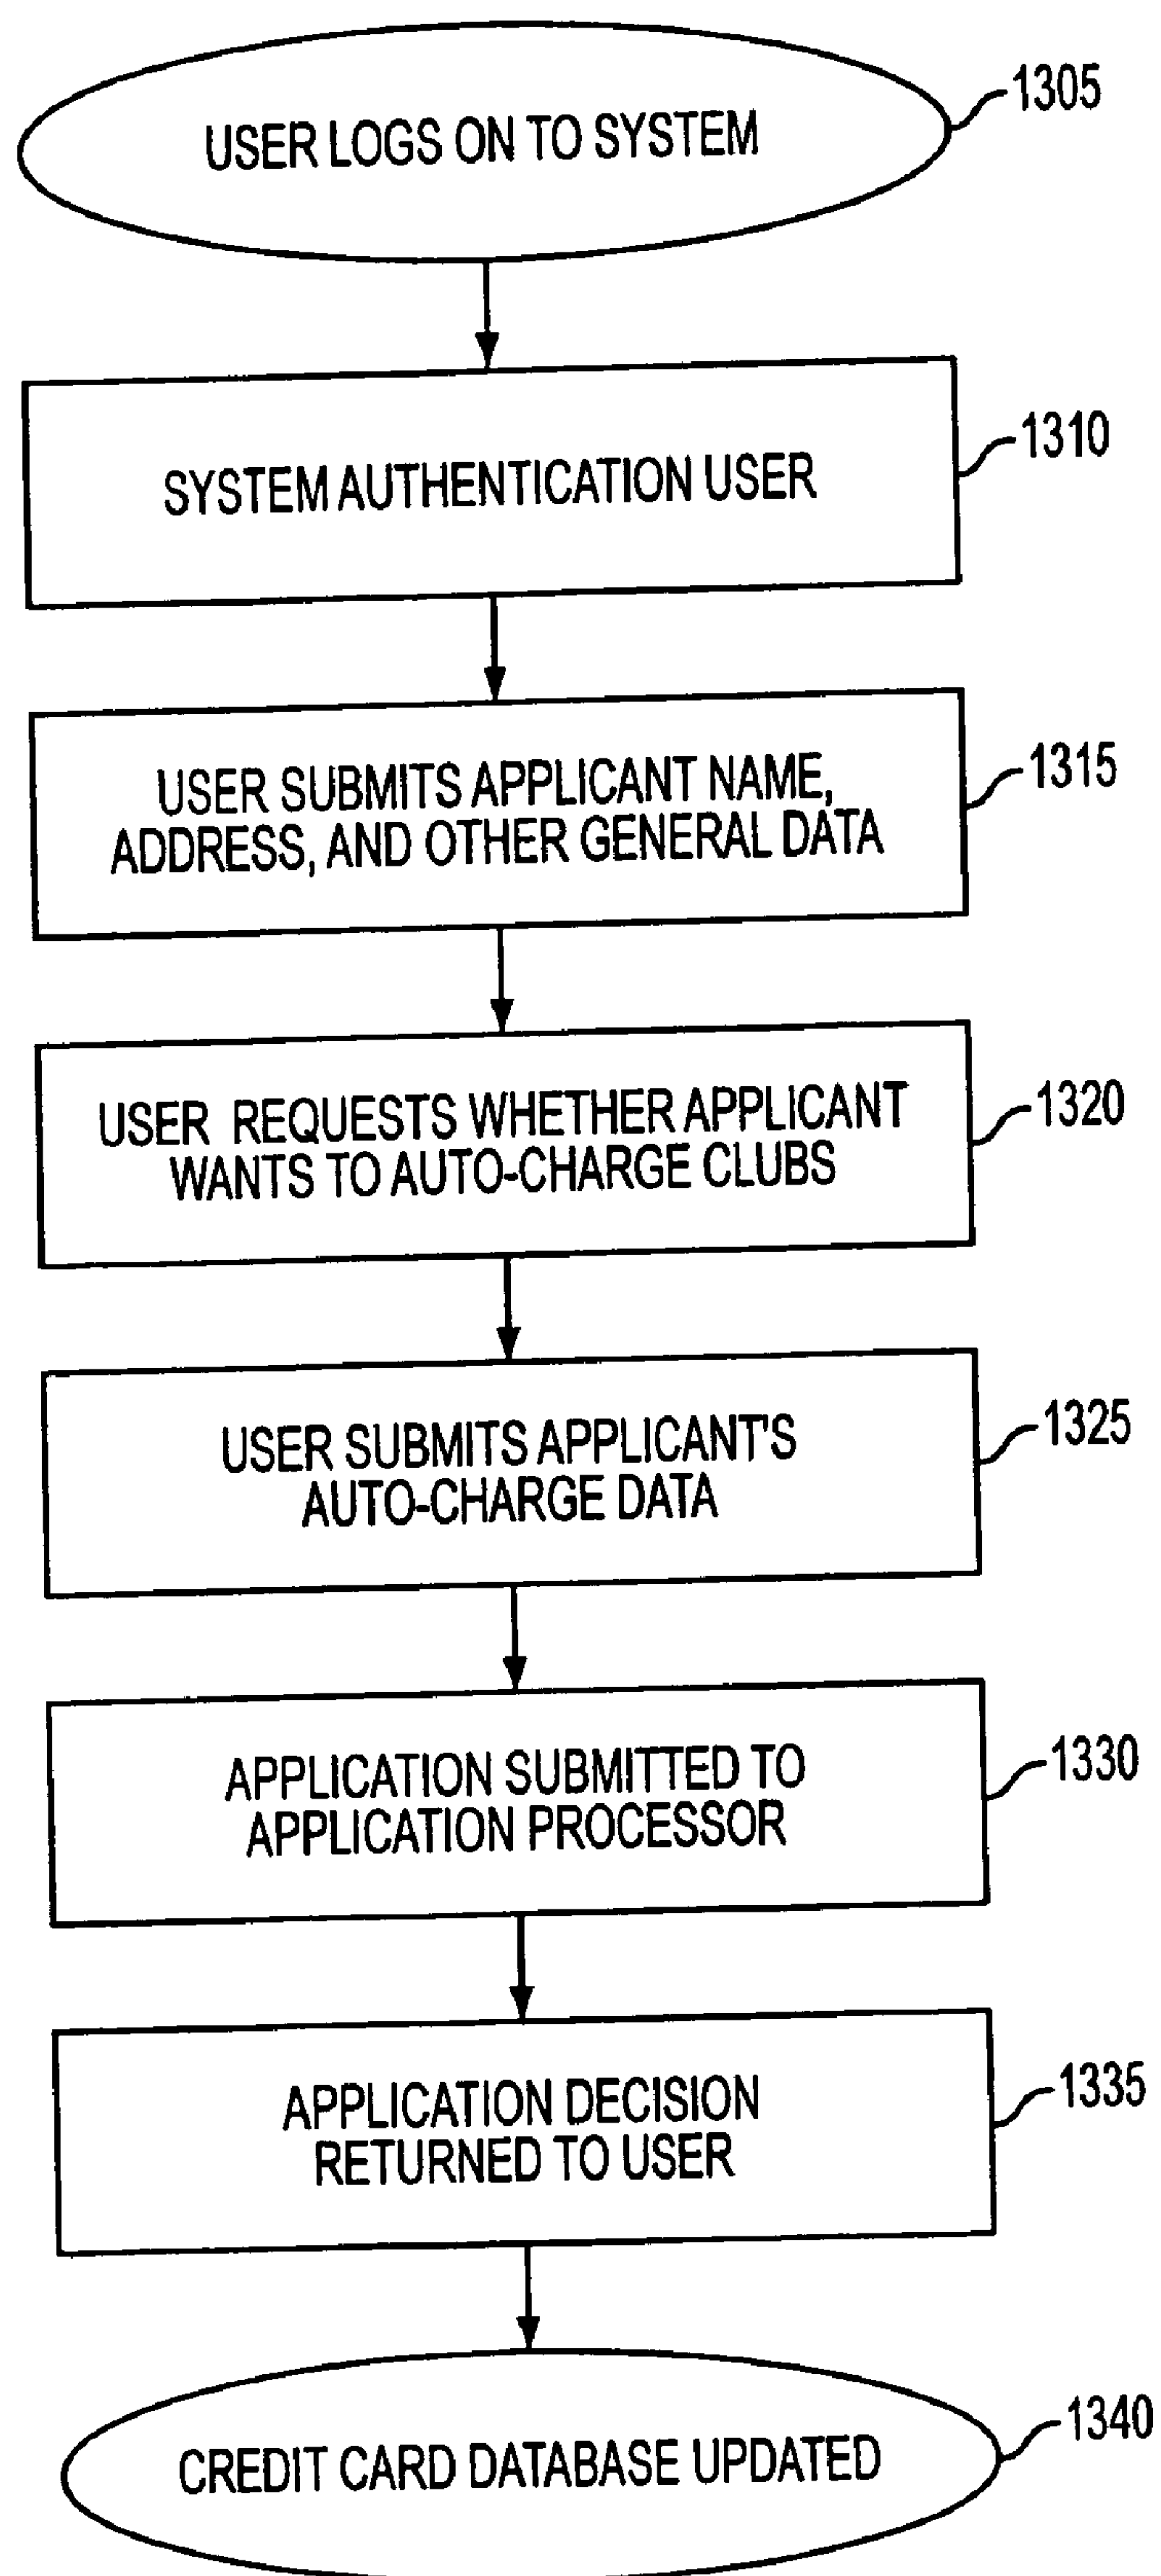 USER LOGS ON TO SYSTEM
1305
SYSTEM AUTHENTICATION USER
1310
USER SUBMITS APPLICANT NAME,
ADDRESS, AND OTHER GENERAL DATA
1315
USER REQUESTS WHETHER APPLICANT
WANTS TO AUTO-CHARGE CLUBS
1320
USER SUBMITS APPLICANT'S
AUTO-CHARGE DATA
1325
APPLICATION SUBMITTED TO
APPLICATION PROCESSOR
1330
APPLICATION DECISION
RETURNED TO USER
1335
CREDIT CARD DATABASE UPDATED
1340